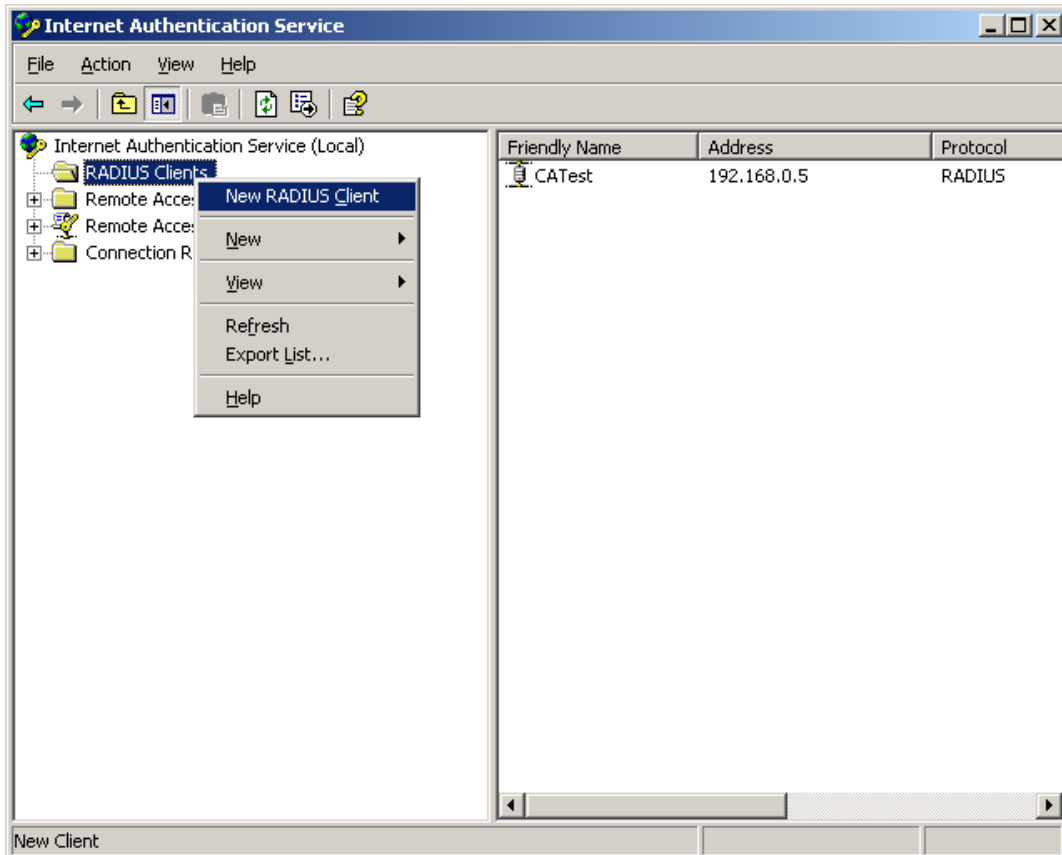 Internet Authentication Service
File Action View Help
Internet Authentication Service (Local)
RADIUS Clients
Remote Acce
Remote Acce
Connection R
New RADIUS Client
New
View
Refresh
Export List...
Help
Friendly Name Address Protocol
CATest 192.168.0.5 RADIUS
New Client